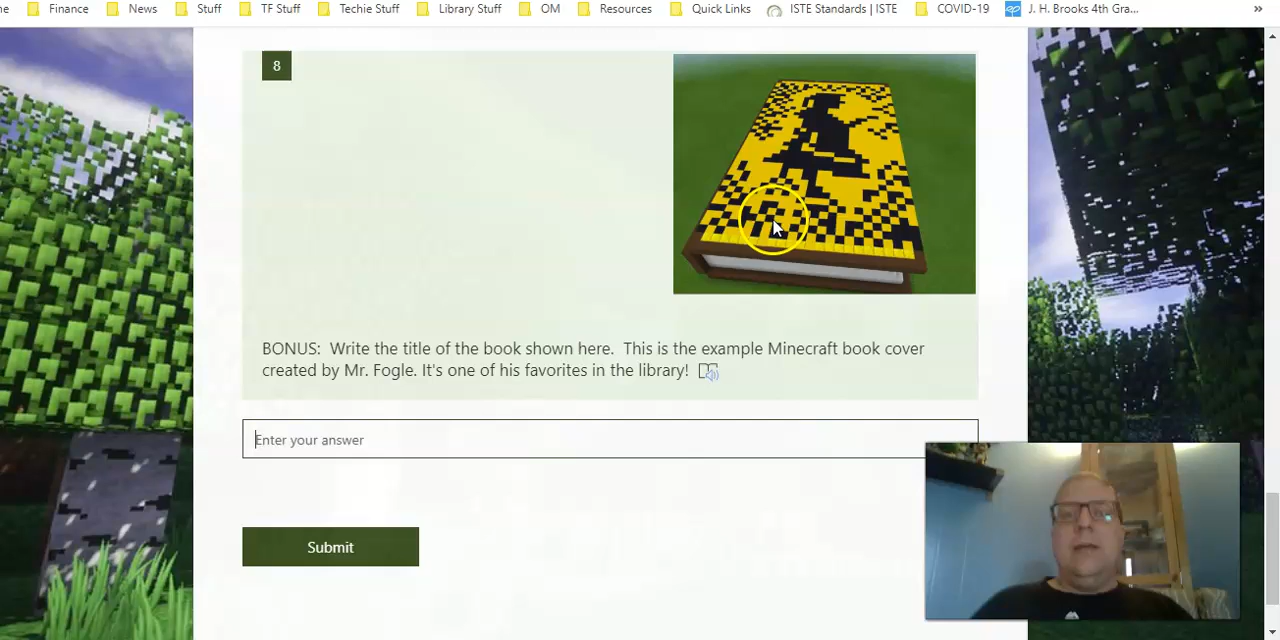 ne Finance News Stuff TF Stuff Techie Stuff Library Stuff OM Resources Quick Links ISTE Standards | ISTE COVID-19 J. H. Brooks 4th Gra... »
8
BONUS: Write the title of the book shown here. This is the example Minecraft book cover
created by Mr. Fogle. It's one of his favorites in the library!
Enter your answer
Submit